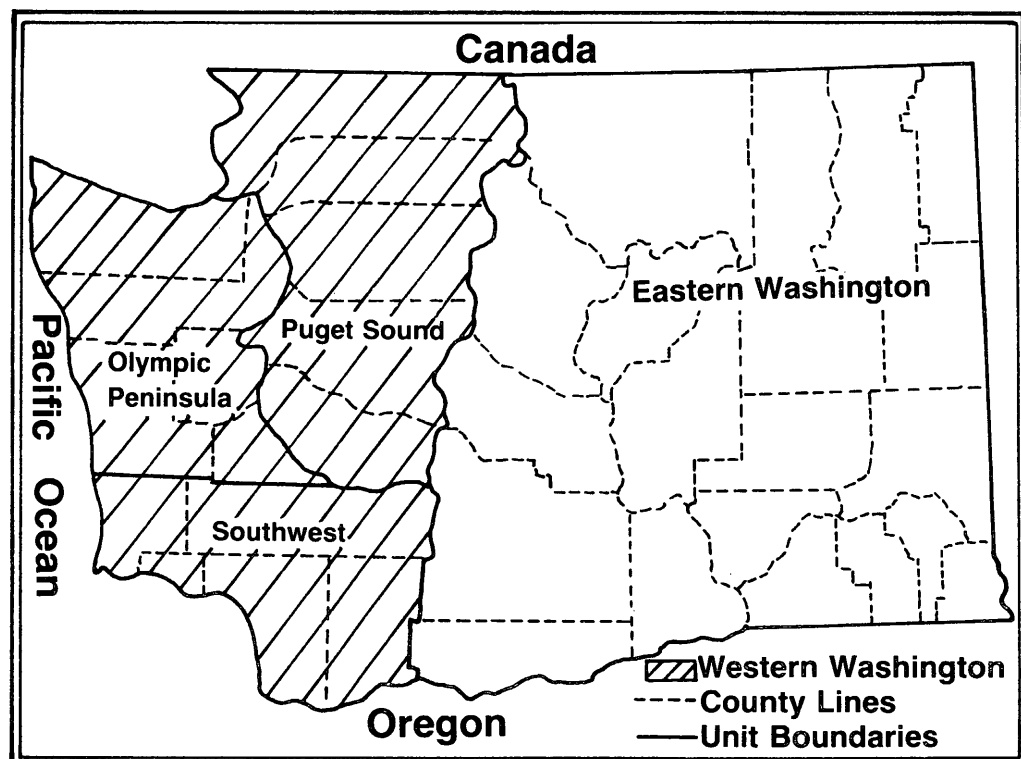 Canada
Eastern Washington
Puget Sound
Olympic
Peninsula
Pacific Ocean
Southwest
Western Washington
County Lines
Unit Boundaries
Oregon